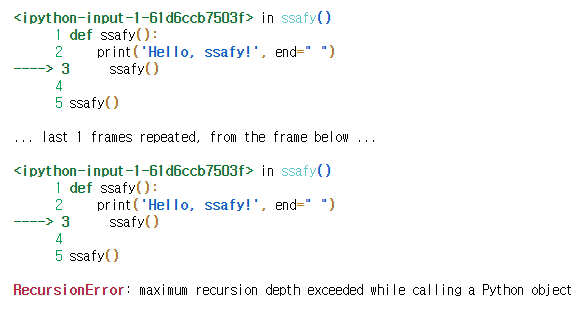 <ipython-input-1-61d6ccb7503f> in ssafy()
1 def ssafy():
2 print('Hello, ssafy!', end=" ")
----> 3 ssafy()
4
5 ssafy()
... last 1 frames repeated, from the frame below ...
<ipython-input-1-61d6ccb7503f> in ssafy()
1 def ssafy():
2 print('Hello, ssafy!', end=" ")
----> 3 ssafy()
4
5 ssafy()
RecursionError: maximum recursion depth exceeded while calling a Python object